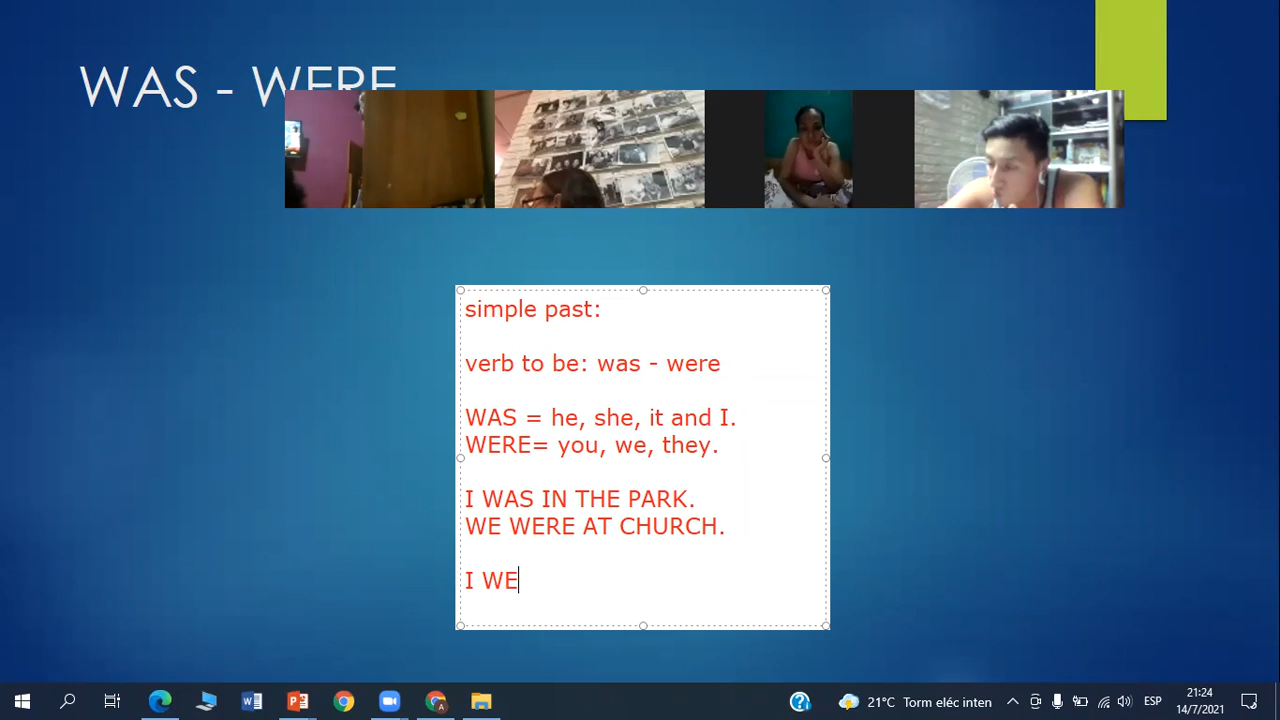 WAS - WERE
simple past:
verb to be: was - were
WAS = he, she, it and I.
WERE= you, we, they.
I WAS IN THE PARK.
WE WERE AT CHURCH.
I WE
21°C Torm eléc inten
ESP
21:24
14/7/2021